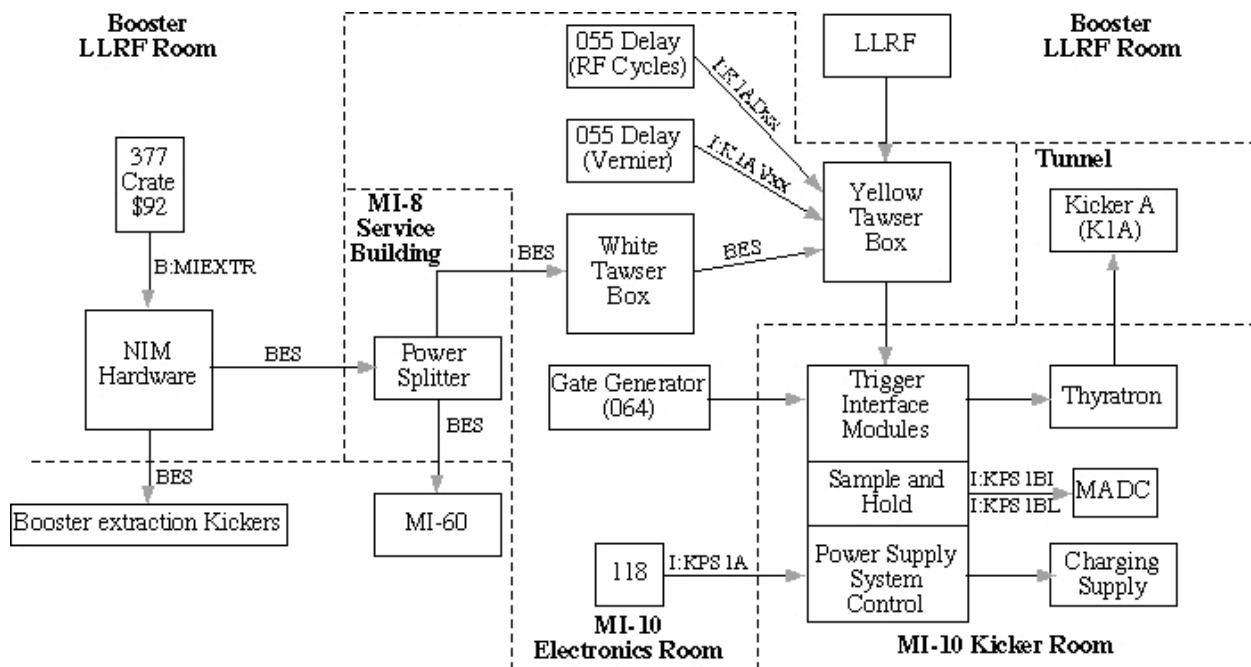 Booster
LLRF Room
055 Delay
(RF Cycles)
LLRF
Booster
LLRF Room
I:K1ADxx
377
Crate
$92
055 Delay
(Vernier)
I:K1AVxx
Tunnel
MI-8
Service
Building
Yellow
Tawser
Box
Kicker A
(K1A)
B:MIEXTR
BES
White
Tawser
Box
BES
NIM
Hardware
BES
Power
Splitter
Gate Generator
(064)
Trigger
Interface
Modules
Thyratron
BES
BES
Booster extraction Kickers
MI-60
Sample and
Hold
I:KPS1BI
I:KPS1BL
MADC
118
I:KPS1A
Power Supply
System
Control
Charging
Supply
MI-10
Electronics Room
MI-10 Kicker Room